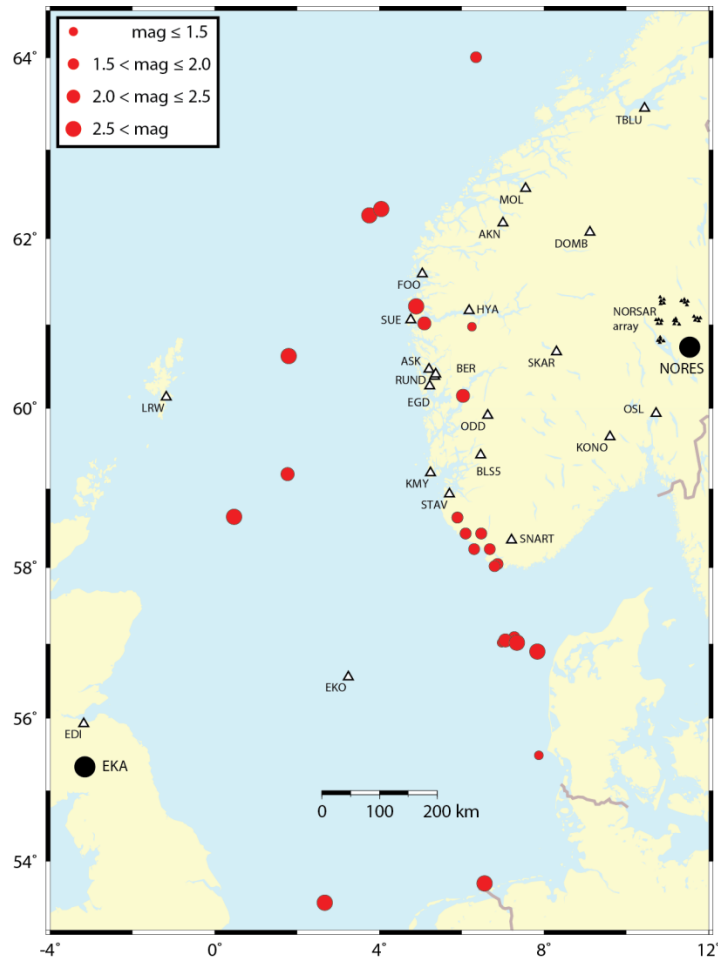 mag ≤ 1.5
1.5 < mag ≤ 2.0
2.0 < mag ≤ 2.5
2.5 < mag
64°
62°
60°
58°
56°
54°
TBLU
MOL
AKN
DOMB
FOO
HYA
SUE
NORSAR
array
NORES
SKAR
ASK
BER
RUND
EGD
LRW
ODD
OSL
KONO
BLS5
KMY
STAV
SNART
EKO
EDI
EKA
0 100 200 km
-4° 0° 4° 8° 12°